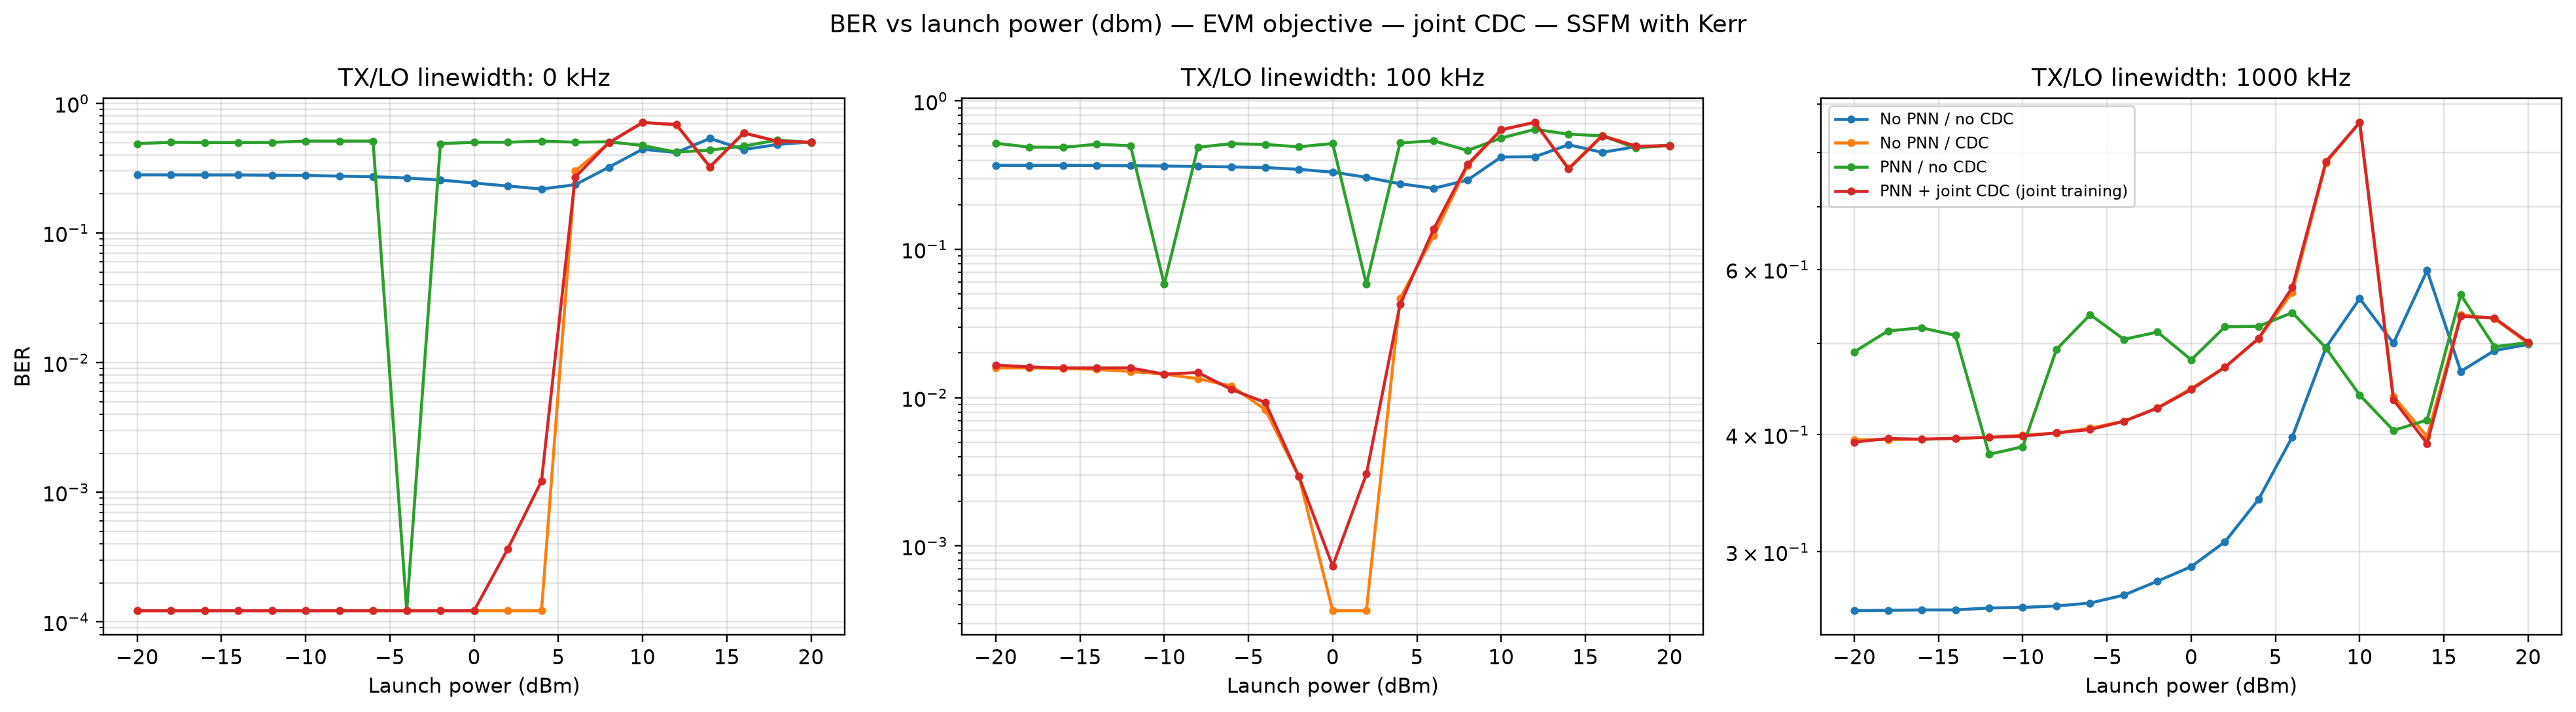 BER vs launch power (dbm) — EVM objective — joint CDC — SSFM with Kerr
TX/LO linewidth: 0 kHz
BER
10⁰
10⁻¹
10⁻²
10⁻³
10⁻⁴
−20 −15 −10 −5 0 5 10 15 20
Launch power (dBm)
TX/LO linewidth: 100 kHz
10⁰
10⁻¹
10⁻²
10⁻³
−20 −15 −10 −5 0 5 10 15 20
Launch power (dBm)
TX/LO linewidth: 1000 kHz
No PNN / no CDC
No PNN / CDC
PNN / no CDC
PNN + joint CDC (joint training)
6 × 10⁻¹
4 × 10⁻¹
3 × 10⁻¹
−20 −15 −10 −5 0 5 10 15 20
Launch power (dBm)